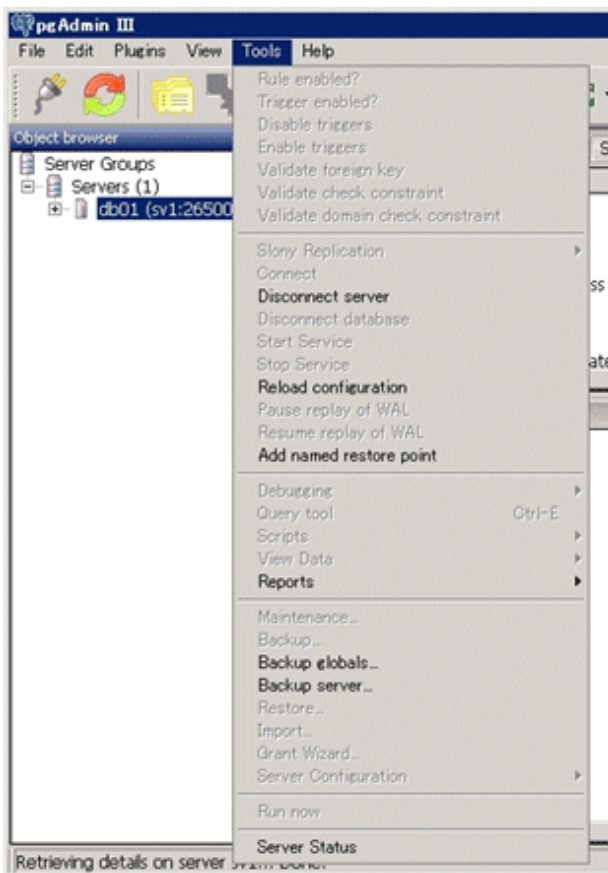 pgAdmin III
File Edit Plugins View Tools Help
Object browser
Server Groups
Servers (1)
db01 (sv1:26500
Rule enabled?
Trigger enabled?
Disable triggers
Enable triggers
Validate foreign key
Validate check constraint
Validate domain check constraint
Slony Replication
Connect
Disconnect server
Disconnect database
Start Service
Stop Service
Reload configuration
Pause replay of WAL
Resume replay of WAL
Add named restore point
Debugging
Query tool Ctrl-E
Scripts
View Data
Reports
Maintenance...
Backup...
Backup globals...
Backup server...
Restore...
Import...
Grant Wizard...
Server Configuration
Run now
Server Status
S
ss
ate
Retrieving details on server